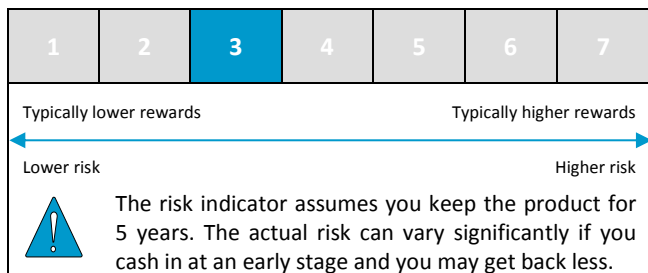 1 2 3 4 5 6 7
Typically lower rewards Typically higher rewards
Lower risk Higher risk
The risk indicator assumes you keep the product for
5 years. The actual risk can vary significantly if you
cash in at an early stage and you may get back less.